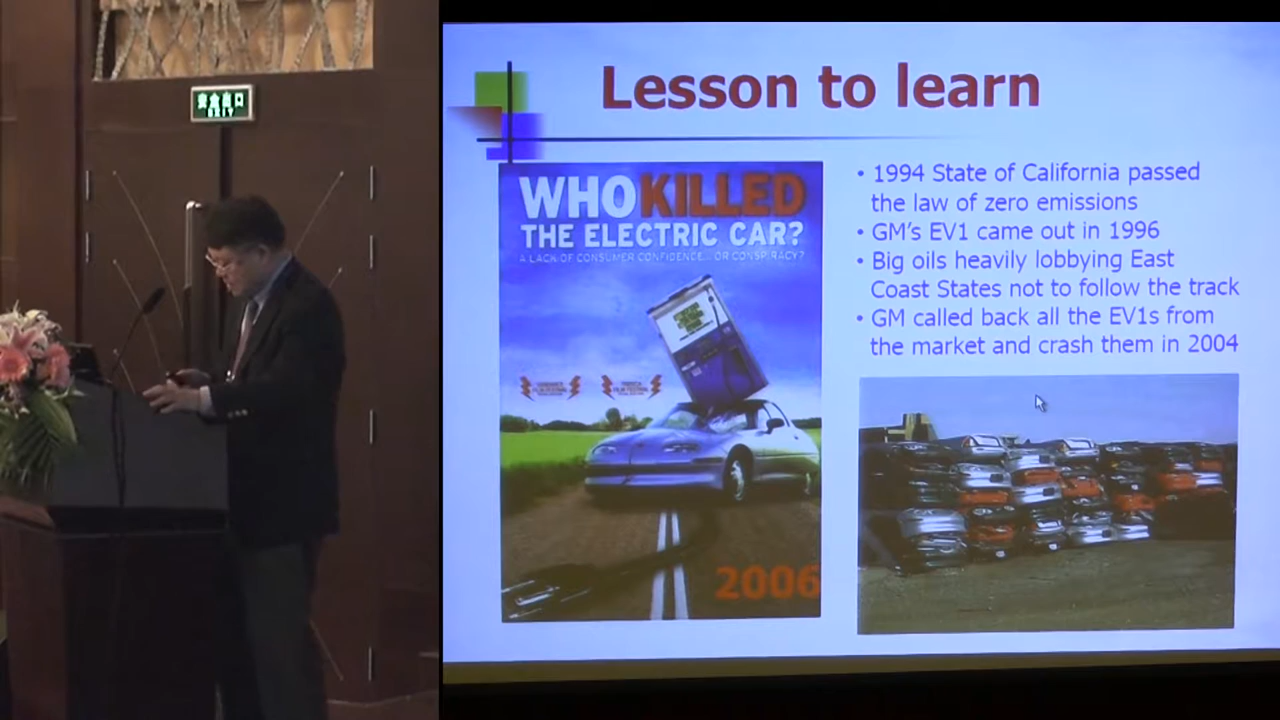 安全出口
EXIT
Lesson to learn
WHO KILLED
THE ELECTRIC CAR?
A LACK OF CONSUMER CONFIDENCE... OR CONSPIRACY?
2006
• 1994 State of California passed
the law of zero emissions
• GM's EV1 came out in 1996
• Big oils heavily lobbying East
Coast States not to follow the track
• GM called back all the EV1s from
the market and crash them in 2004